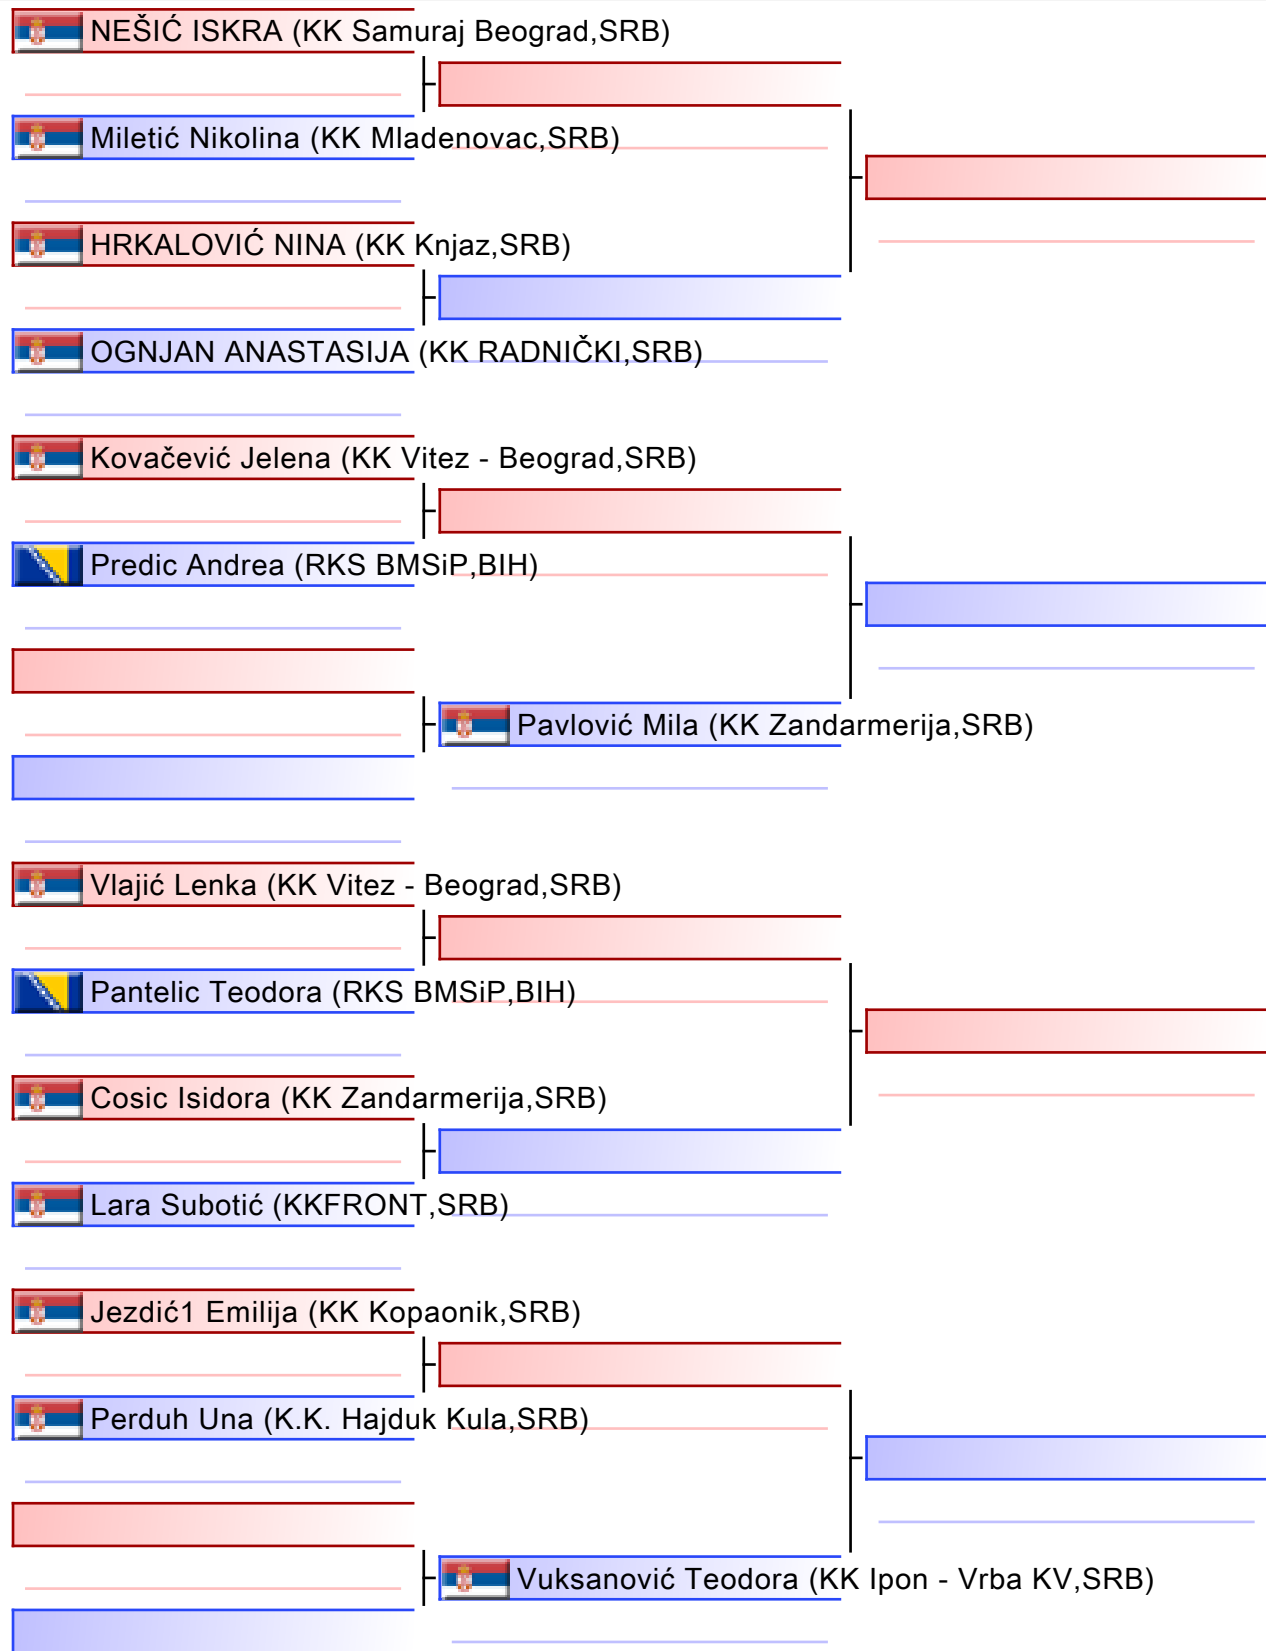 NEŠIĆ ISKRA (KK Samuraj Beograd,SRB)
Miletić Nikolina (KK Mladenovac,SRB)
HRKALOVIĆ NINA (KK Knjaz,SRB)
OGNJAN ANASTASIJA (KK RADNIČKI,SRB)
Kovačević Jelena (KK Vitez - Beograd,SRB)
Predic Andrea (RKS BMSiP,BIH)
Pavlović Mila (KK Zandarmerija,SRB)
Vlajić Lenka (KK Vitez - Beograd,SRB)
Pantelic Teodora (RKS BMSiP,BIH)
Cosic Isidora (KK Zandarmerija,SRB)
Lara Subotić (KKFRONT,SRB)
Jezdić1 Emilija (KK Kopaonik,SRB)
Perduh Una (K.K. Hajduk Kula,SRB)
Vuksanović Teodora (KK Ipon - Vrba KV,SRB)